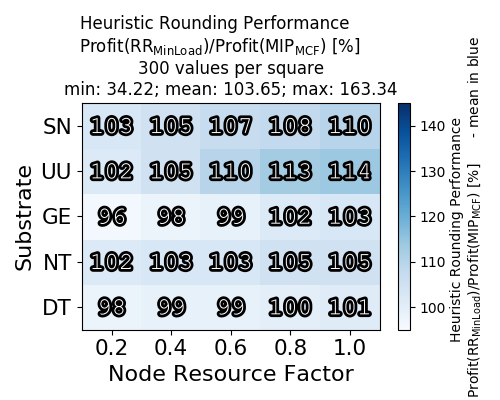 Heuristic Rounding Performance
Profit(RR_MinLoad)/Profit(MIP_MCF) [%]
300 values per square
min: 34.22; mean: 103.65; max: 163.34
SN 103 105 107 108 110
UU 102 105 110 113 114
GE 96 98 99 102 103
NT 102 103 103 105 105
DT 98 99 99 100 101
0.2 0.4 0.6 0.8 1.0
Node Resource Factor
Substrate
140
130
120
110
100
Heuristic Rounding Performance
Profit(RR_MinLoad)/Profit(MIP_MCF) [%] - mean in blue